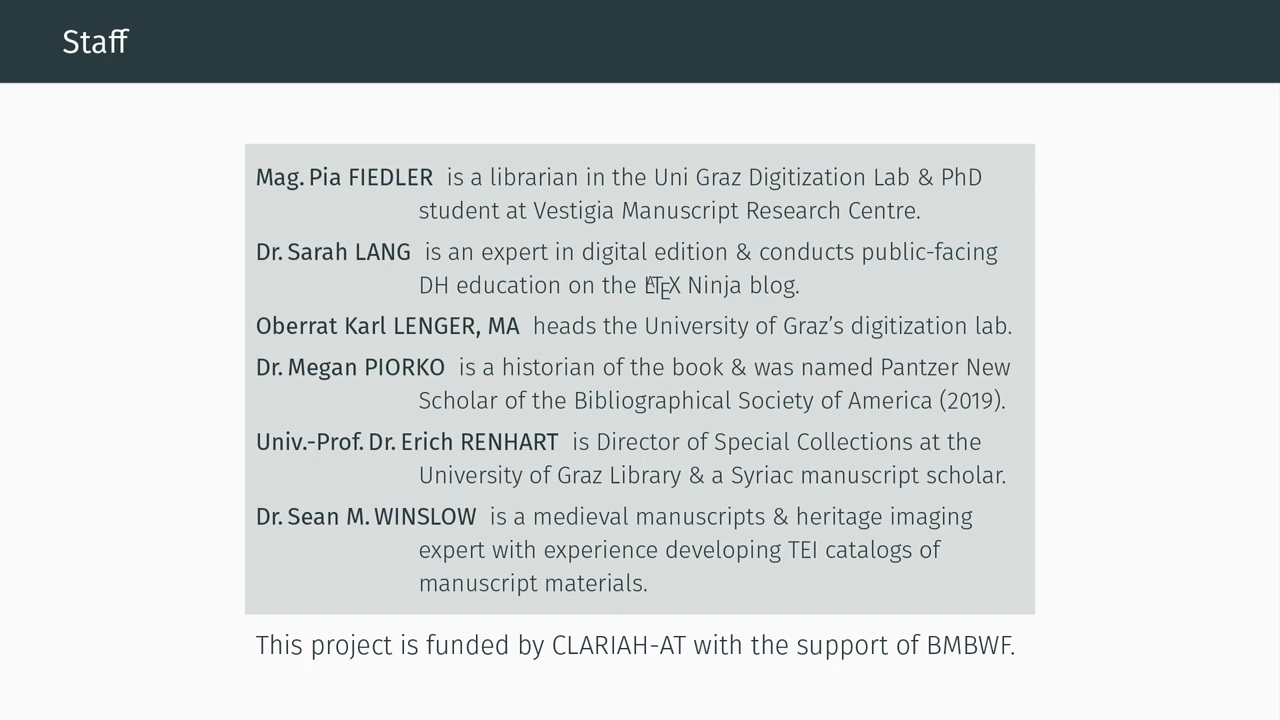 Staff
Mag. Pia FIEDLER is a librarian in the Uni Graz Digitization Lab & PhD
student at Vestigia Manuscript Research Centre.
Dr. Sarah LANG is an expert in digital edition & conducts public-facing
DH education on the LATEX Ninja blog.
Oberrat Karl LENGER, MA heads the University of Graz’s digitization lab.
Dr. Megan PIORKO is a historian of the book & was named Pantzer New
Scholar of the Bibliographical Society of America (2019).
Univ.-Prof. Dr. Erich RENHART is Director of Special Collections at the
University of Graz Library & a Syriac manuscript scholar.
Dr. Sean M. WINSLOW is a medieval manuscripts & heritage imaging
expert with experience developing TEI catalogs of
manuscript materials.
This project is funded by CLARIAH-AT with the support of BMBWF.